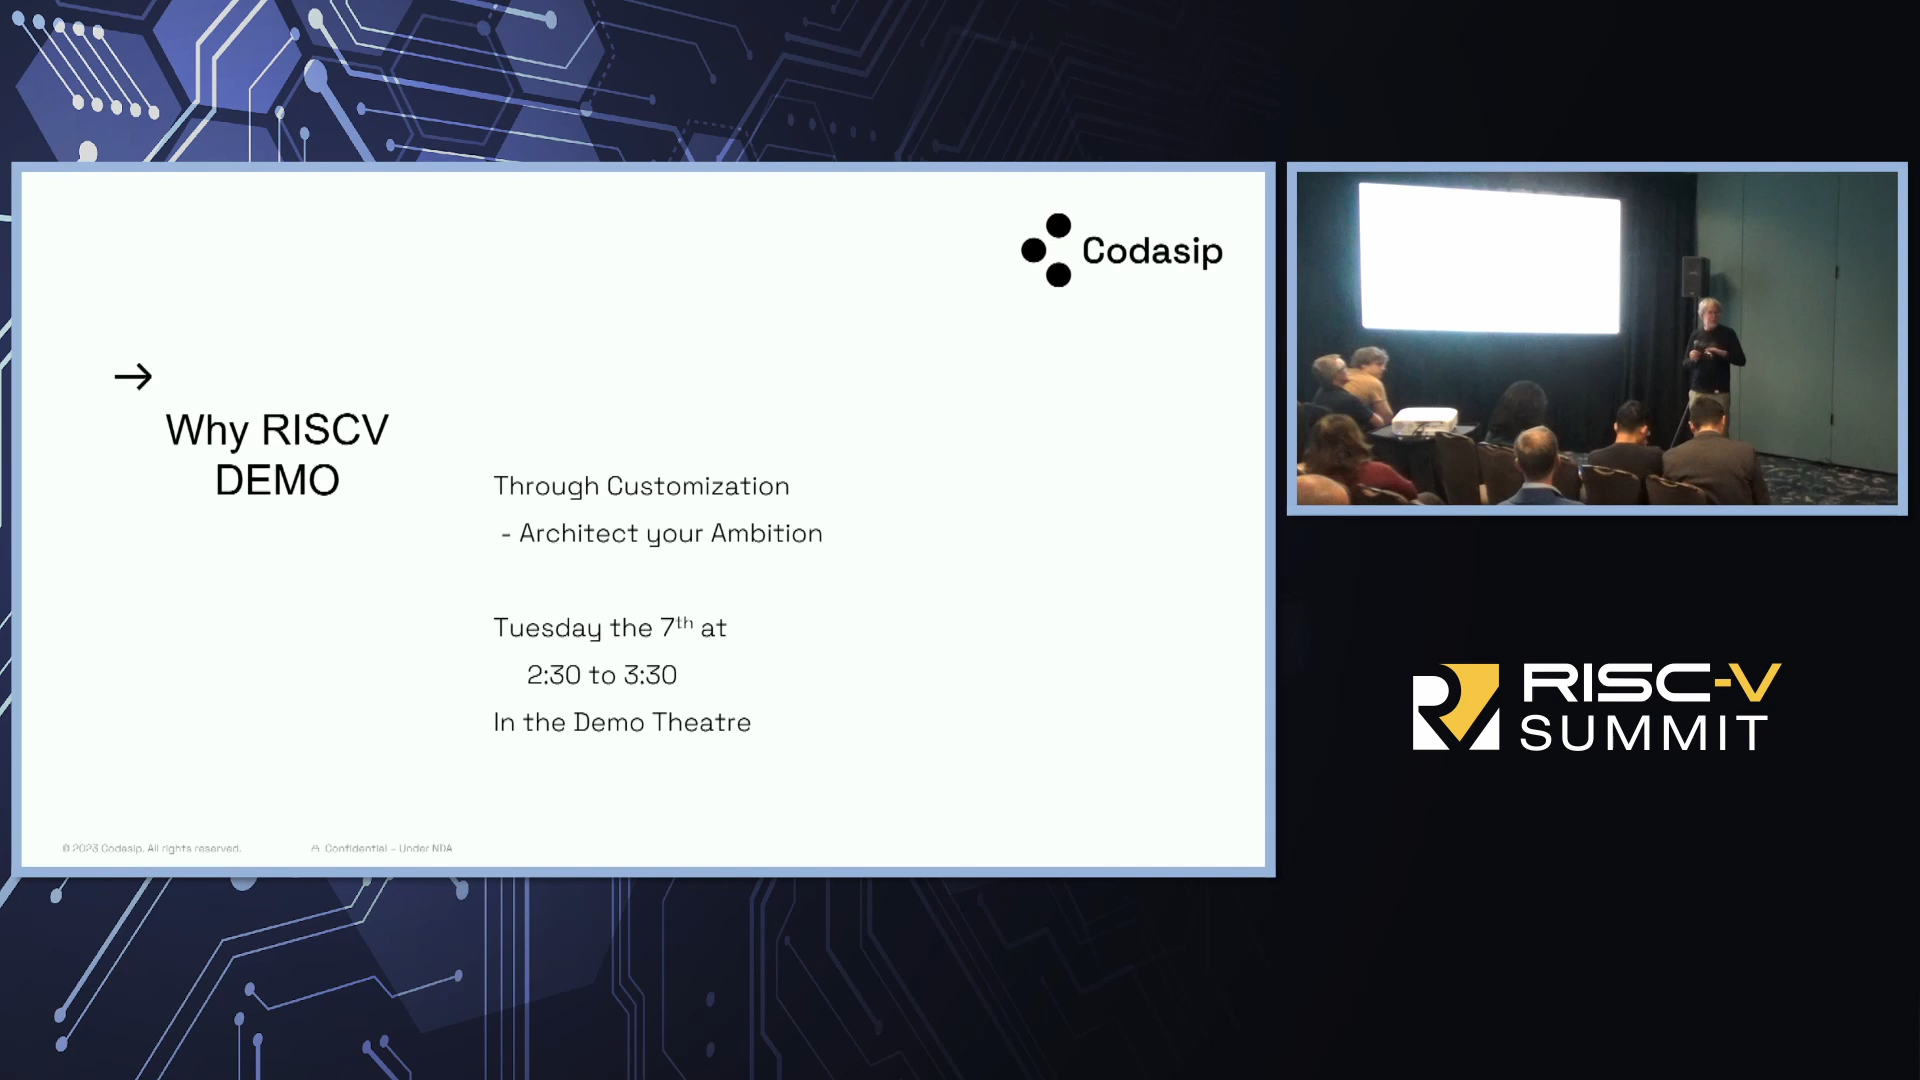 Codasip
→
Why RISCV
DEMO
Through Customization
- Architect your Ambition
Tuesday the 7th at
2:30 to 3:30
In the Demo Theatre
© 2023 Codasip. All rights reserved.
Confidential – Under NDA
RISC-V
SUMMIT